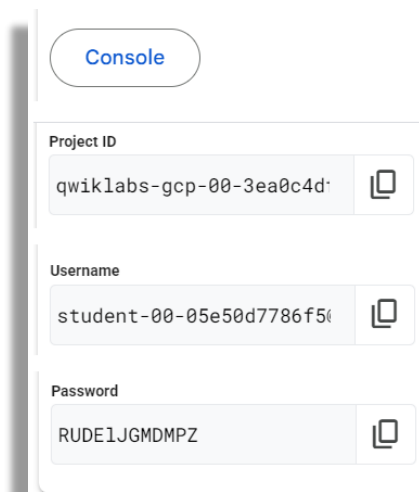 Console
Project ID
qwiklabs-gcp-00-3ea0c4d
Username
student-00-05e50d7786f5
Password
RUDElJGMDMPZ